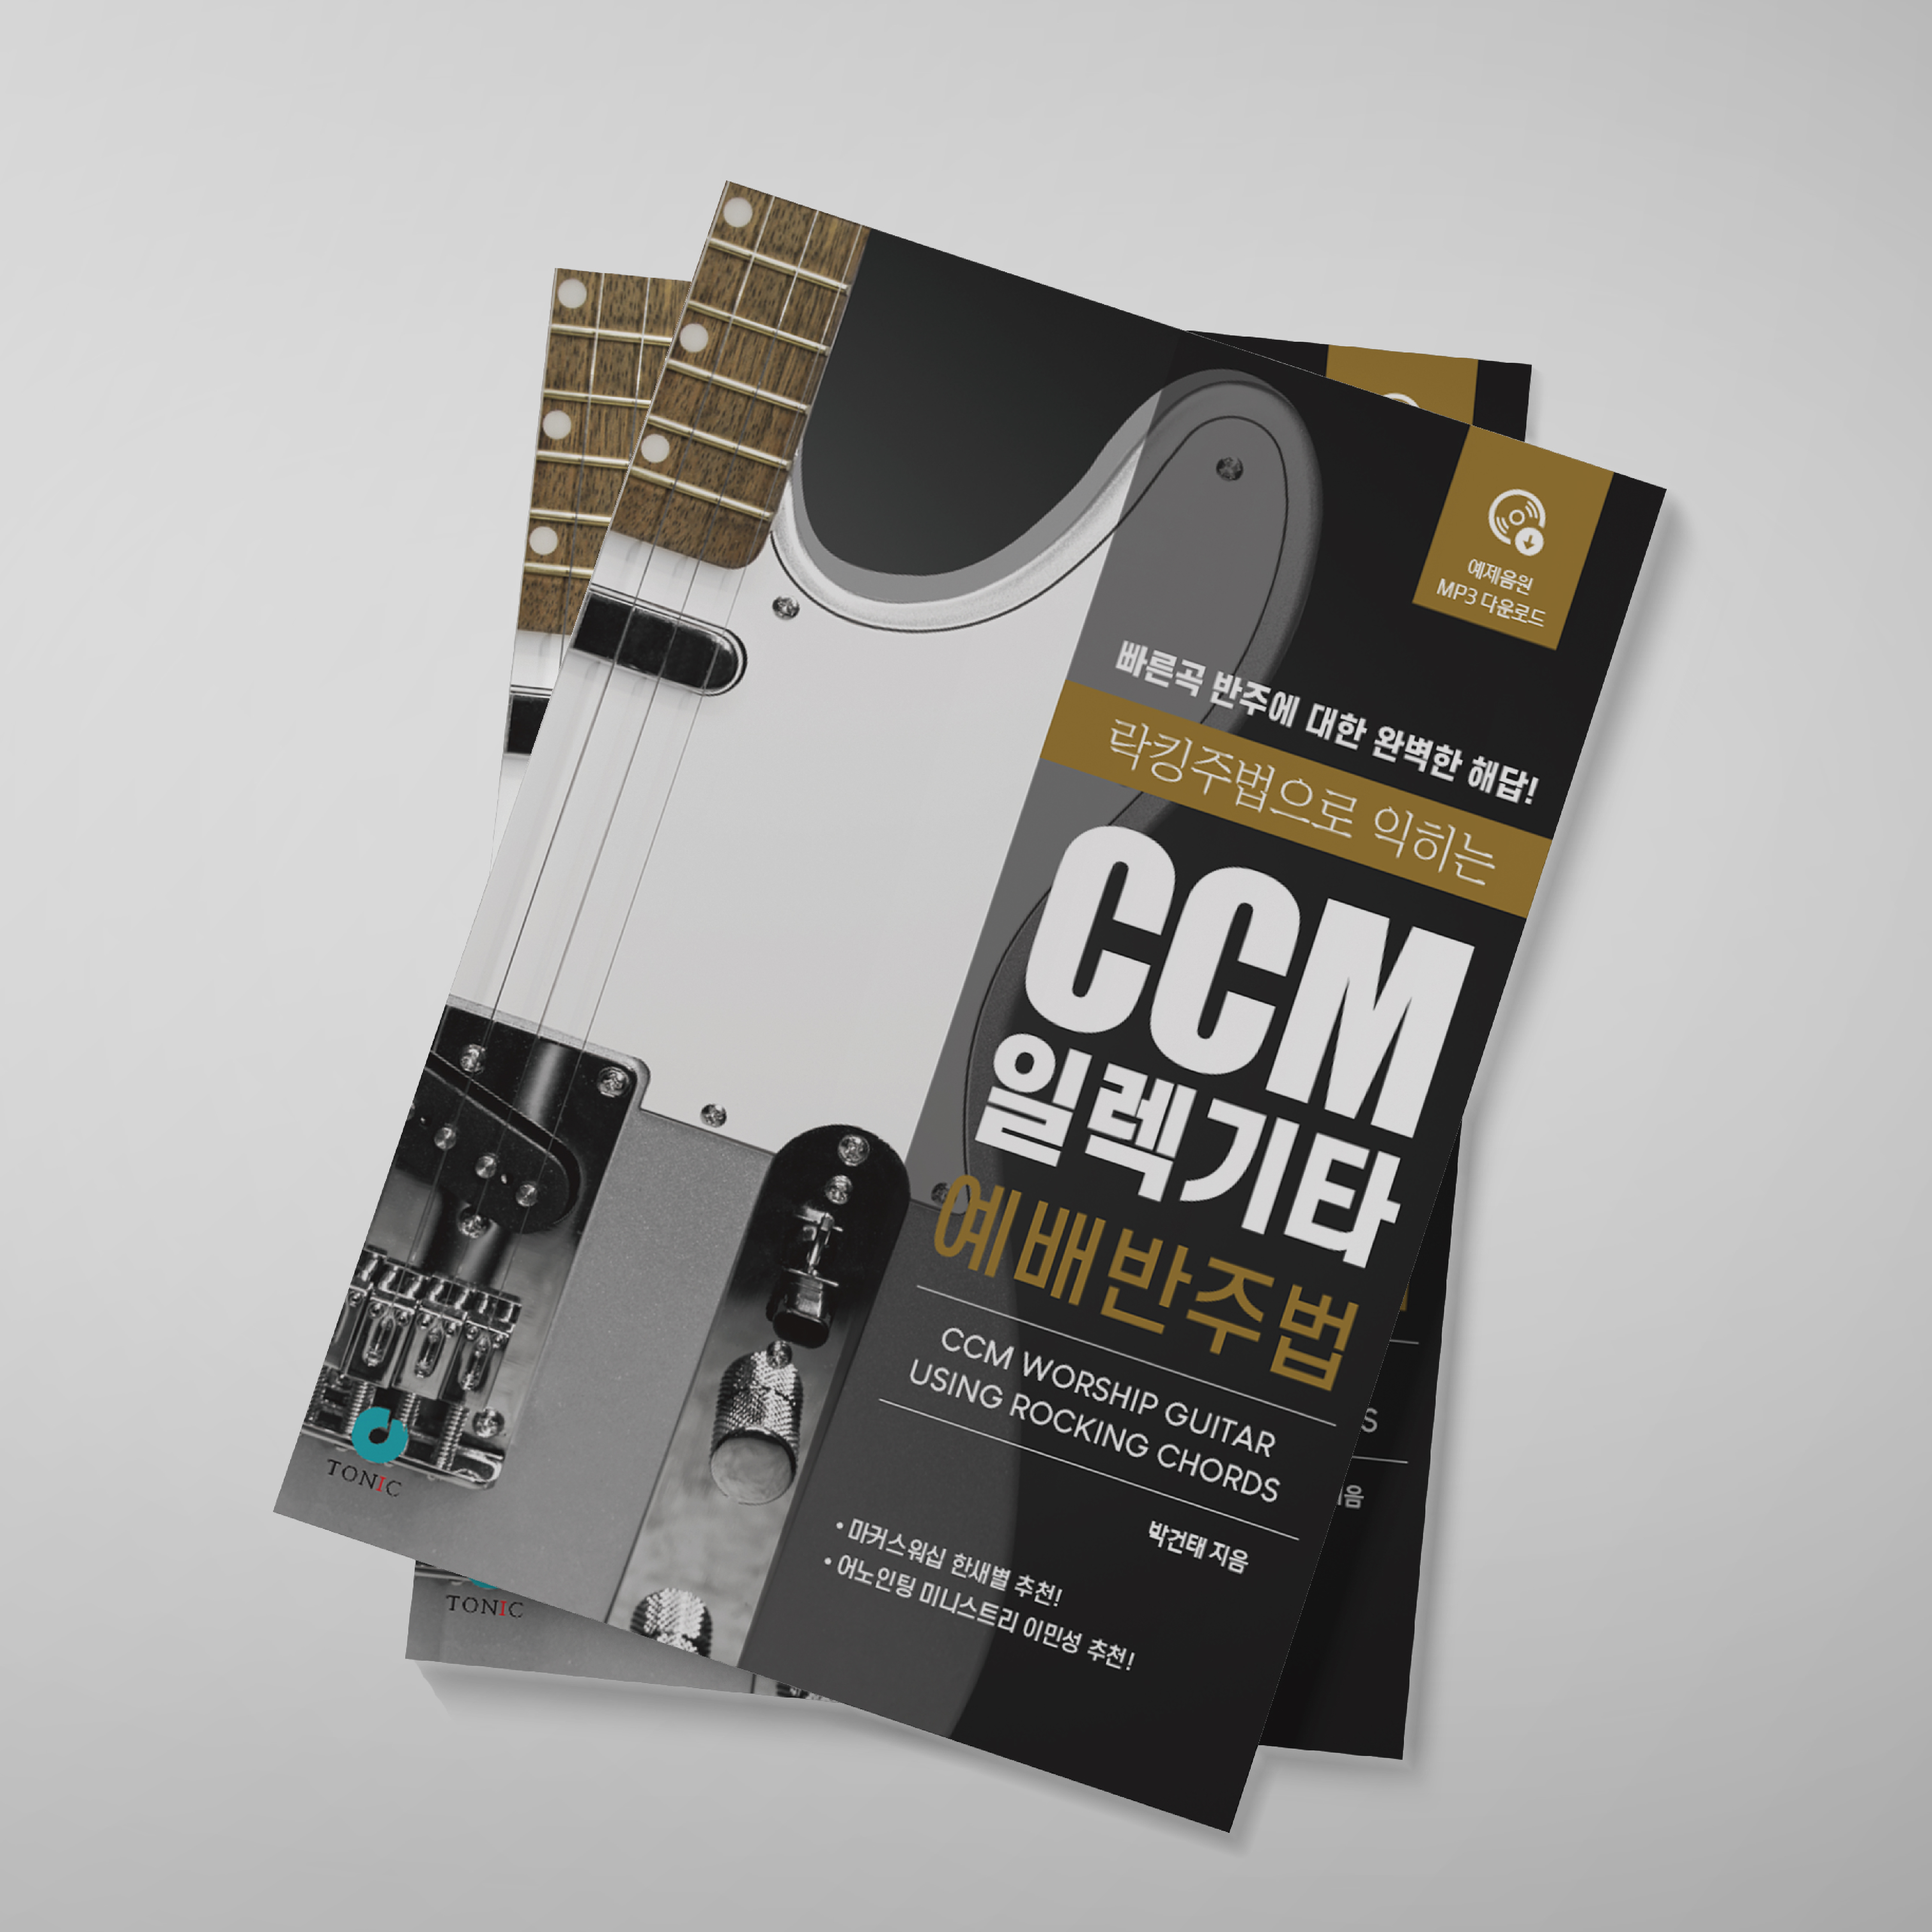 예제음원
MP3 다운로드
빠른곡 반주에 대한 완벽한 해답!
락킹주법으로 익히는
CCM
일렉기타
예배반주법
CCM WORSHIP GUITAR
USING ROCKING CHORDS
박건태 지음
• 마커스워십 한새별 추천!
• 어노인팅 미니스트리 이민성 추천!
TONIC
TONIC
S
음